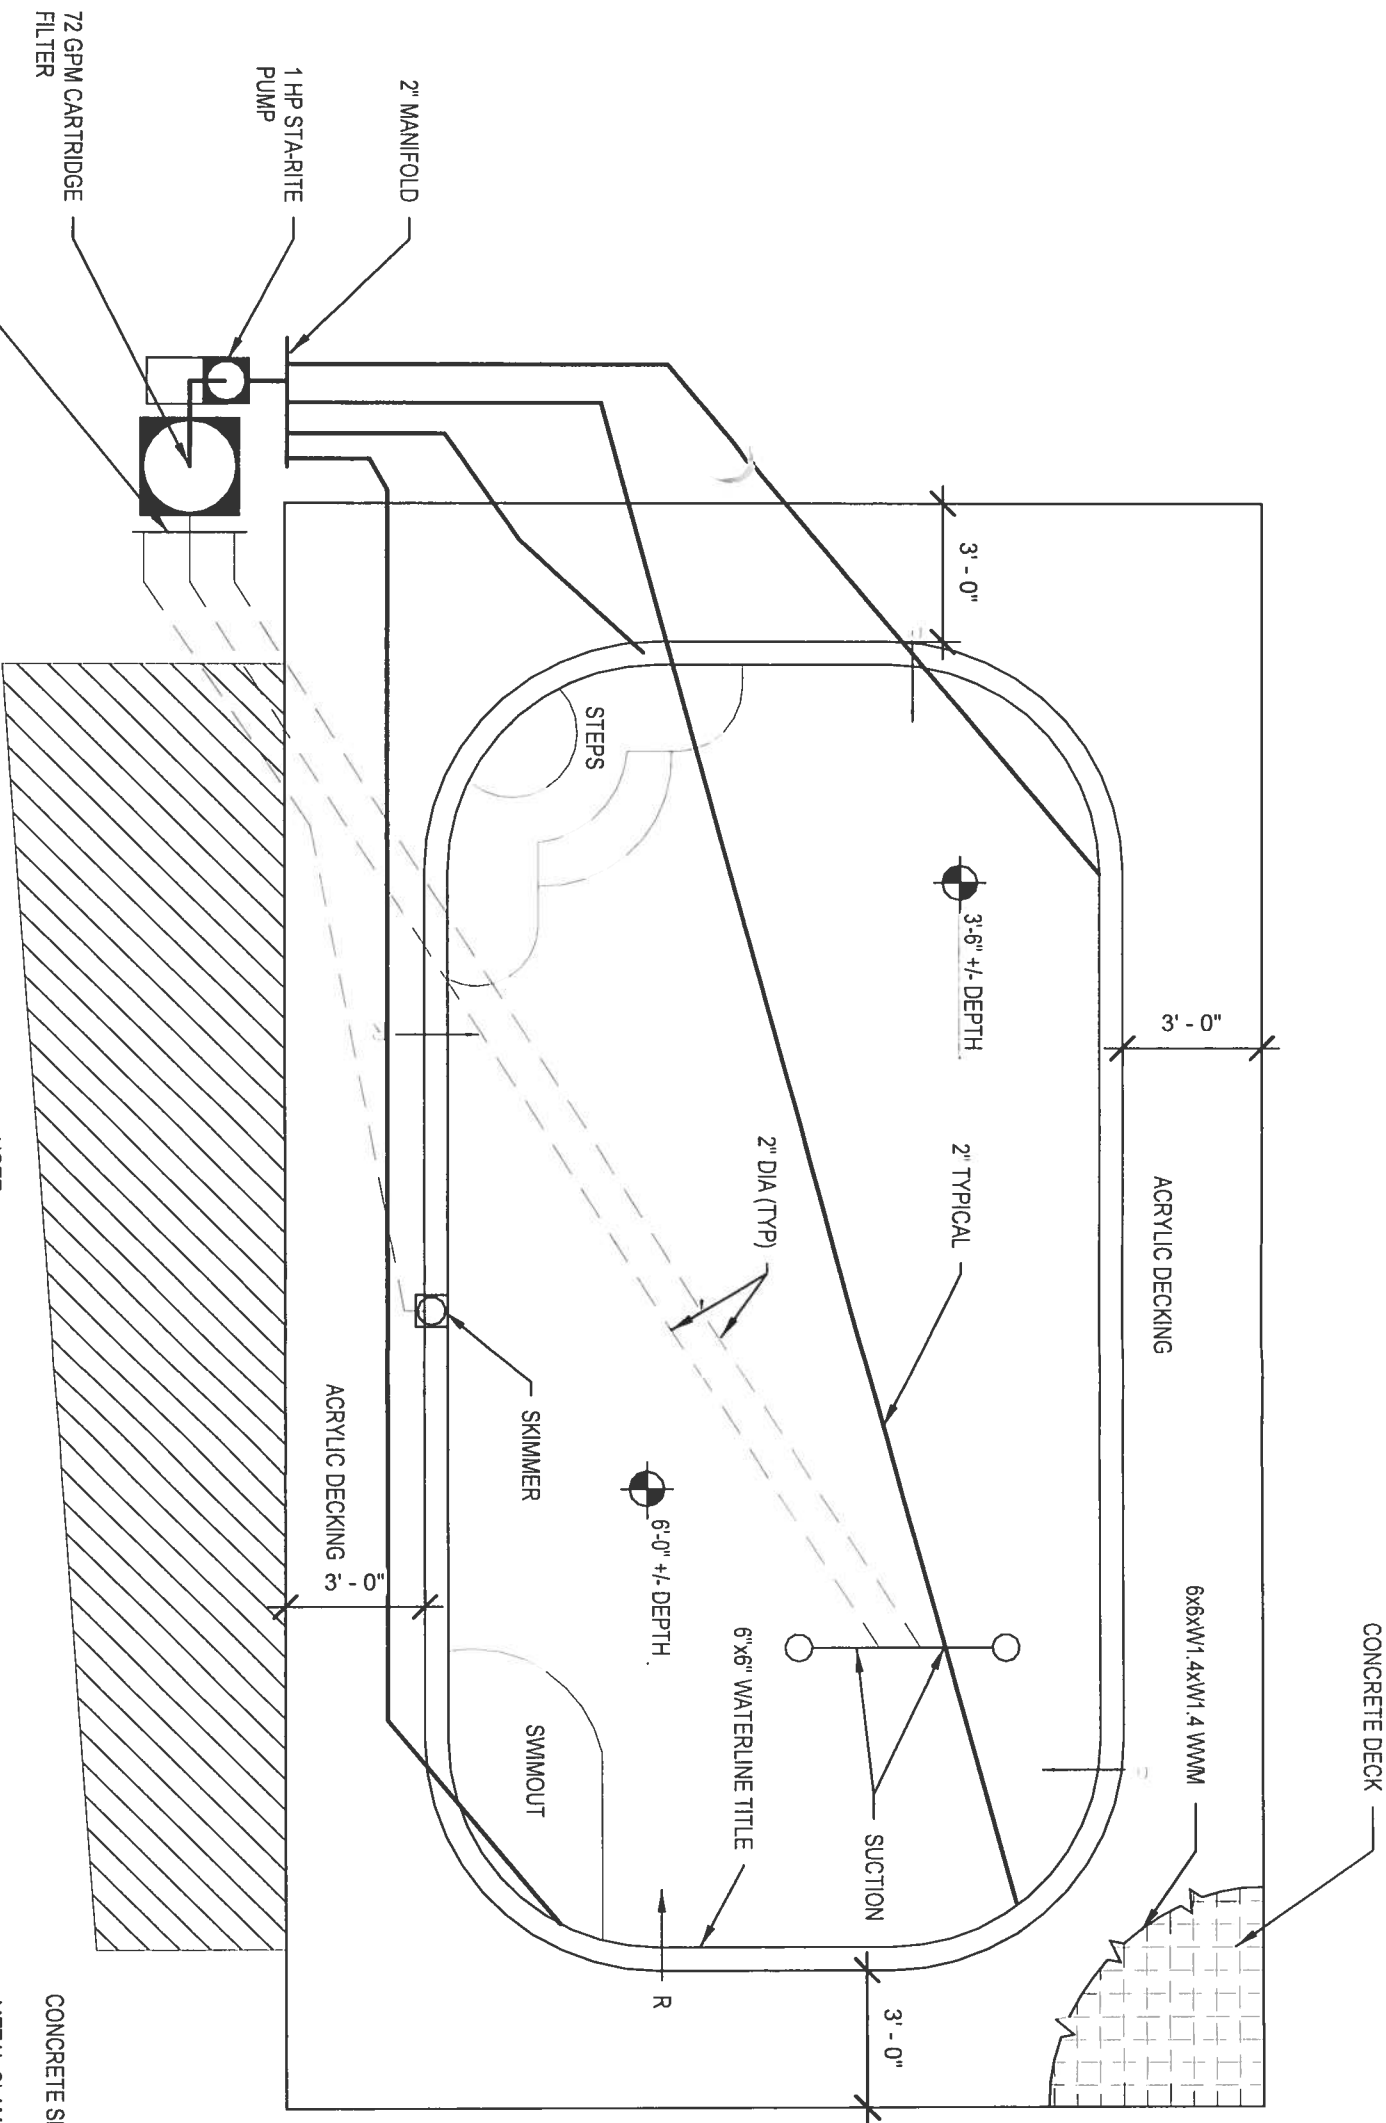 CONCRETE DECK
6x6xW1.4xW1.4 WWM
ACRYLIC DECKING
3' - 0"
3' - 0"
3' - 0"
3'-6" +/- DEPTH
2" TYPICAL
SUCTION
2" DIA (TYP)
6"x6" WATERLINE TITLE
R
6'-0" +/- DEPTH
STEPS
SKIMMER
SWIMOUT
ACRYLIC DECKING
3' - 0"
2" MANIFOLD
1 HP STA-RITE
PUMP
72 GPM CARTRIDGE
FILTER
CONCRETE